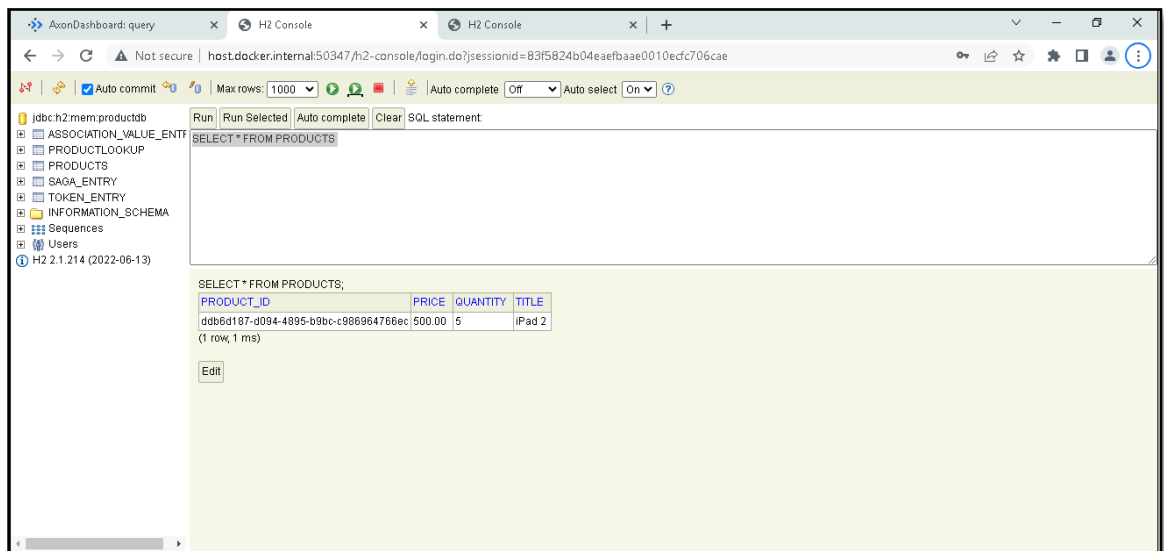 AxonDashboard: query
H2 Console
H2 Console
Not secure host.docker.internal:50347/h2-console/login.do?jsessionid=83f5824b04eaefbaae0010ecfc706cae
Auto commit Max rows: 1000 Auto complete Off Auto select On
jdbc:h2:mem:productdb
ASSOCIATION_VALUE_ENTR
PRODUCTLOOKUP
PRODUCTS
SAGA_ENTRY
TOKEN_ENTRY
INFORMATION_SCHEMA
Sequences
Users
H2 2.1.214 (2022-06-13)
Run Run Selected Auto complete Clear SQL statement:
SELECT * FROM PRODUCTS
SELECT * FROM PRODUCTS;
PRODUCT_ID PRICE QUANTITY TITLE
ddb6d187-d094-4895-b9bc-c986964766ec 500.00 5 iPad 2
(1 row, 1 ms)
Edit